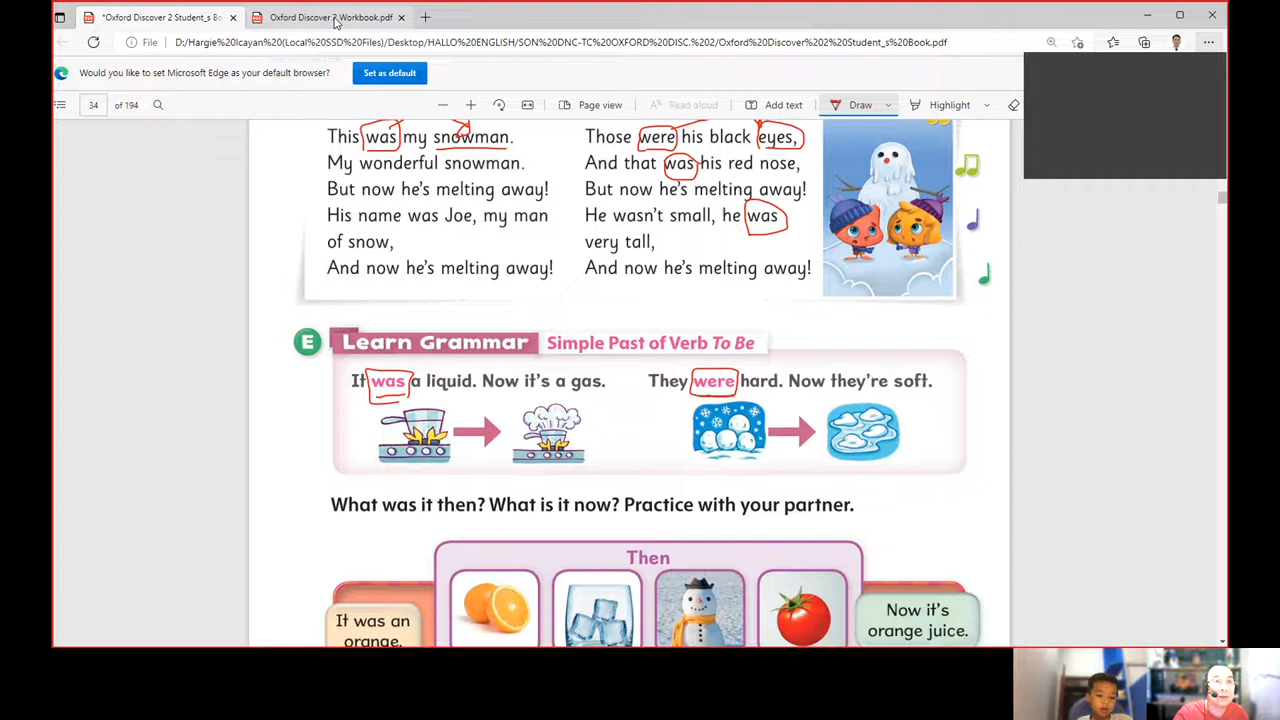 *Oxford Discover 2 Student_s Bo
Oxford Discover 2 Workbook.pdf
File
D:/Hargie%20Icayan%20(Local%20SSD%20Files)/Desktop/HALLO%20ENGLISH/SON%20DNC-TC%20OXFORD%20DISC.%202/Oxford%20Discover%202%20Student_s%20Book.pdf
Would you like to set Microsoft Edge as your default browser?
Set as default
34 of 194
Page view
Read aloud
Add text
Draw
Highlight
This was my snowman.
My wonderful snowman.
But now he's melting away!
His name was Joe, my man
of snow,
And now he's melting away!
Those were his black eyes,
And that was his red nose,
But now he's melting away!
He wasn't small, he was
very tall,
And now he's melting away!
E Learn Grammar Simple Past of Verb To Be
It was a liquid. Now it's a gas.
They were hard. Now they're soft.
What was it then? What is it now? Practice with your partner.
Then
It was an
orange.
Now it's
orange juice.